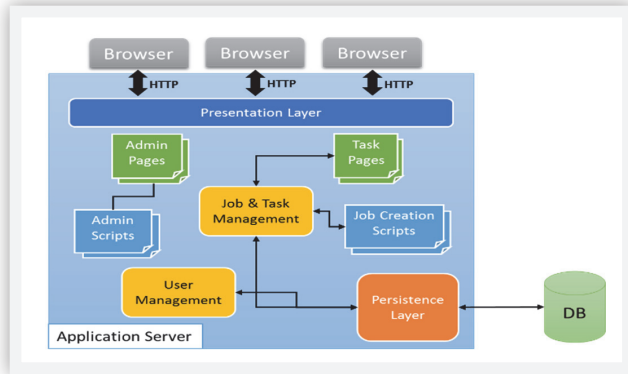 Browser
Browser
Browser
HTTP
HTTP
HTTP
Presentation Layer
Admin
Pages
Task
Pages
Job & Task
Management
Admin
Scripts
Job Creation
Scripts
User
Management
Persistence
Layer
DB
Application Server